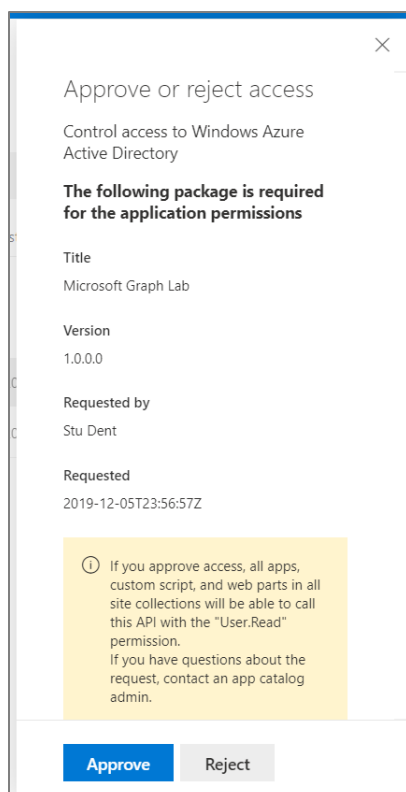 Approve or reject access
Control access to Windows Azure
Active Directory
The following package is required
for the application permissions
Title
Microsoft Graph Lab
Version
1.0.0.0
Requested by
Stu Dent
Requested
2019-12-05T23:56:57Z
If you approve access, all apps,
custom script, and web parts in all
site collections will be able to call
this API with the "User.Read"
permission.
If you have questions about the
request, contact an app catalog
admin.
Approve Reject